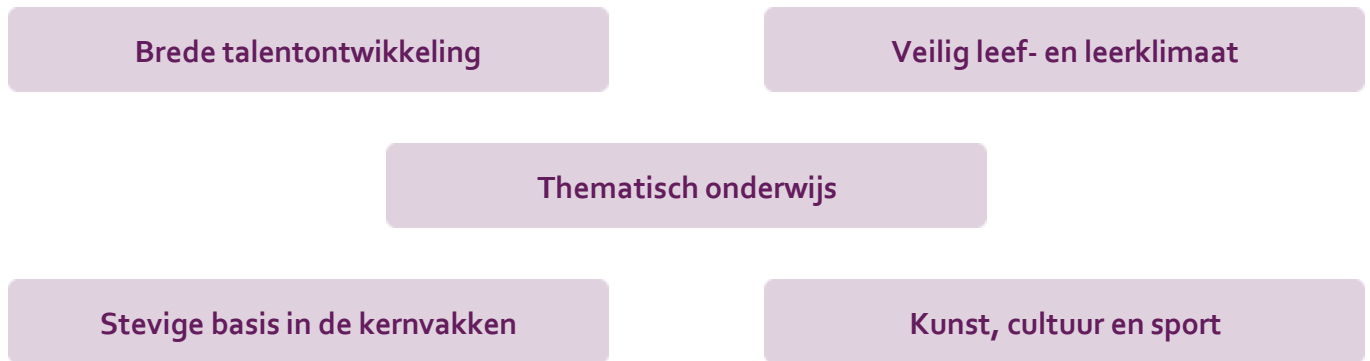 Brede talentontwikkeling
Veilig leef- en leerklimaat
Thematisch onderwijs
Stevige basis in de kernvakken
Kunst, cultuur en sport